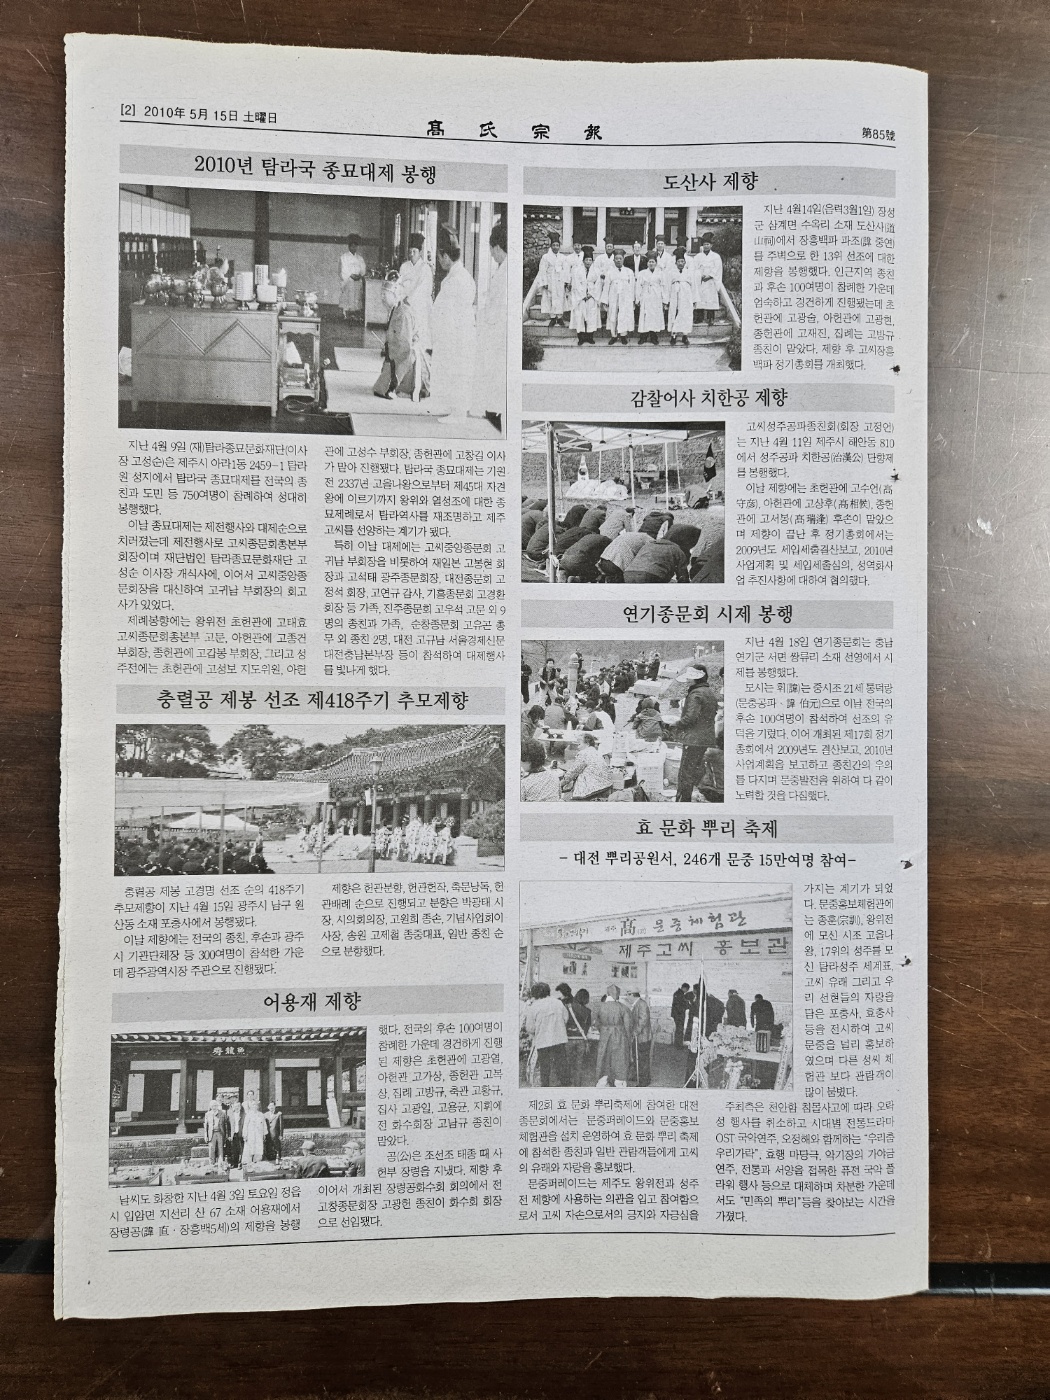 [2] 2010年 5月 15日 土曜日
高氏宗報
第85號
2010년 탐라국 종묘대제 봉행
지난 4월 9일 (재)탐라종묘문화재단(이사
장 고성순)은 제주시 아라1동 2459-1 탐라
원 성지에서 탐라국 종묘대제를 전국의 종
친과 도민 등 750여명이 참례하여 성대히
봉행했다.
이날 종묘대제는 제전행사와 대제순으로
치러졌는데 제전행사로 고씨종문회총본부
회장이며 재단법인 탐라종묘문화재단 고
성순 이사장 개식사에, 이어서 고씨중앙종
문회장을 대신하여 고귀남 부회장의 회고
사가 있었다.
제례봉향에는 왕위전 초헌관에 고태효
고씨종문회총본부 고문, 아헌관에 고종건
부회장, 종헌관에 고갑봉 부회장, 그리고 성
주전에는 초헌관에 고성보 지도위원, 아헌
관에 고성수 부회장, 종헌관에 고창길 이사
가 맡아 진행됐다. 탐라국 종묘대제는 기원
전 2337년 고을나왕으로부터 제45대 자견
왕에 이르기까지 왕위와 열성조에 대한 종
묘제례로서 탐라역사를 재조명하고 제주
고씨를 선양하는 계기가 됐다.
특히 이날 대제에는 고씨중앙종문회 고
귀남 부회장을 비롯하여 재일본 고봉현 회
장과 고석태 광주종문회장, 대전종문회 고
정석 회장, 고연규 감사, 기흥종문회 고경환
회장 등 가족, 진주종문회 고우석 고문 외 9
명의 종친과 가족, 순창종문회 고유곤 총
무 외 종친 2명, 대전 고규남 서울경제신문
대전충남본부장 등이 참석하여 대제행사
를 빛나게 했다.
충렬공 제봉 선조 제418주기 추모제향
충렬공 제봉 고경명 선조 순의 418주기
추모제향이 지난 4월 15일 광주시 남구 원
산동 소재 포충사에서 봉행됐다.
이날 제향에는 전국의 종친, 후손과 광주
시 기관단체장 등 300여명이 참석한 가운
데 광주광역시장 주관으로 진행됐다.
제향은 헌관분향, 헌관헌작, 축문낭독, 헌
관배례 순으로 진행되고 분향은 박광태 시
장, 시의회의장, 고원희 종손, 기념사업회이
사장, 송원 고제철 종중대표, 일반 종친 순
으로 분향했다.
어용재 제향
했다. 전국의 후손 100여명이
참례한 가운데 경건하게 진행
된 제향은 초헌관에 고광엽,
아헌관 고가상, 종헌관 고복
상, 집례 고방규, 축관 고황규,
집사 고광일, 고용균, 지휘에
전 화수회장 고남규 종친이
맡았다.
공(公)은 조선조 태종 때 사
헌부 장령을 지냈다. 제향 후
날씨도 화창한 지난 4월 3일 토요일 정읍
시 입암면 지선리 산 67 소재 어용재에서
장령공(諱 直 · 장흥백5세)의 제향을 봉행
이어서 개최된 장령공화수회 회의에서 전
고창종문회장 고광헌 종친이 화수회 회장
으로 선임됐다.
도산사 제향
지난 4월14일(음력3월1일) 장성
군 삼계면 수옥리 소재 도산사(道
山祠)에서 장흥백파 파조(諱 중연)
를 주벽으로 한 13위 선조에 대한
제향을 봉행했다. 인근지역 종친
과 후손 100여명이 참례한 가운데
엄숙하고 경건하게 진행됐는데 초
헌관에 고광술, 아헌관에 고광현,
종헌관에 고재진, 집례는 고방규
종친이 맡았다. 제향 후 고씨장흥
백파 정기총회를 개최했다.
감찰어사 치한공 제향
고씨성주공파종친회(회장 고정언)
는 지난 4월 11일 제주시 해안동 810
에서 성주공파 치한공(治漢公) 단향제
를 봉행했다.
이날 제향에는 초헌관에 고수언(高
守彦), 아헌관에 고상후(高相候), 종헌
관에 고서봉(高瑞逢) 후손이 맡았으
며 제향이 끝난 후 정기총회에서는
2009년도 세입세출결산보고, 2010년
사업계획 및 세입세출심의, 성역화사
업 추진사항에 대하여 협의했다.
연기종문회 시제 봉행
지난 4월 18일 연기종문회는 충남
연기군 서면 쌍류리 소재 선영에서 시
제를 봉행했다.
모시는 휘(諱)는 중시조 21세 통덕랑
(문충공파 · 諱 伯元)으로 이날 전국의
후손 100여명이 참석하여 선조의 유
덕을 기렸다. 이어 개최된 제17회 정기
총회에서 2009년도 결산보고, 2010년
사업계획을 보고하고 종친간의 우의
를 다지며 문중발전을 위하여 다 같이
노력할 것을 다짐했다.
효 문화 뿌리 축제
- 대전 뿌리공원서, 246개 문중 15만여명 참여-
高 문중체험관
제주고씨 홍보관
가지는 계기가 되었
다. 문중홍보체험관에
는 종훈(宗訓), 왕위전
에 모신 시조 고을나
왕, 17위의 성주를 모
신 탐라성주 세계표,
고씨 유래 그리고 우
리 선현들의 자랑을
담은 포충사, 효충사
등을 전시하여 고씨
문중을 널리 홍보하
였으며 다른 성씨 체
험관 보다 관람객이
많이 붐볐다.
제2회 효 문화 뿌리축제에 참여한 대전
종문회에서는 문중퍼레이드와 문중홍보
체험관을 설치 운영하여 효 문화 뿌리 축제
에 참석한 종친과 일반 관람객들에게 고씨
의 유래와 자랑을 홍보했다.
문중퍼레이드는 제주도 왕위전과 성주
전 제향에 사용하는 의관을 입고 참여함으
로서 고씨 자손으로서의 긍지와 자긍심을
주최측은 천안함 침몰사고에 따라 오락
성 행사를 취소하고 시대별 전통드라마
OST 국악연주, 오정해와 함께하는 "우리춤
우리가락", 효행 마당극, 악기장의 가야금
연주, 전통과 서양을 접목한 퓨전 국악 플
라워 행사 등으로 대체하며 차분한 가운데
서도 "민족의 뿌리"등을 찾아보는 시간을
가졌다.